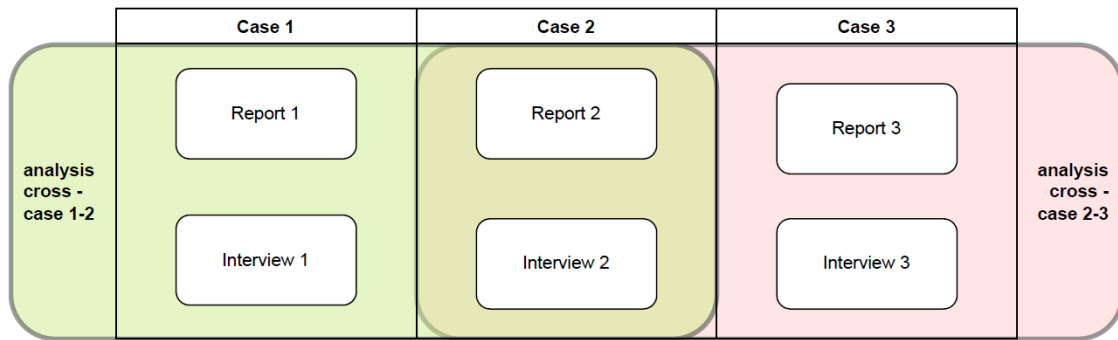 Case 1
Case 2
Case 3
Report 1
Report 2
Report 3
analysis
cross -
case 1-2
analysis
cross -
case 2-3
Interview 1
Interview 2
Interview 3